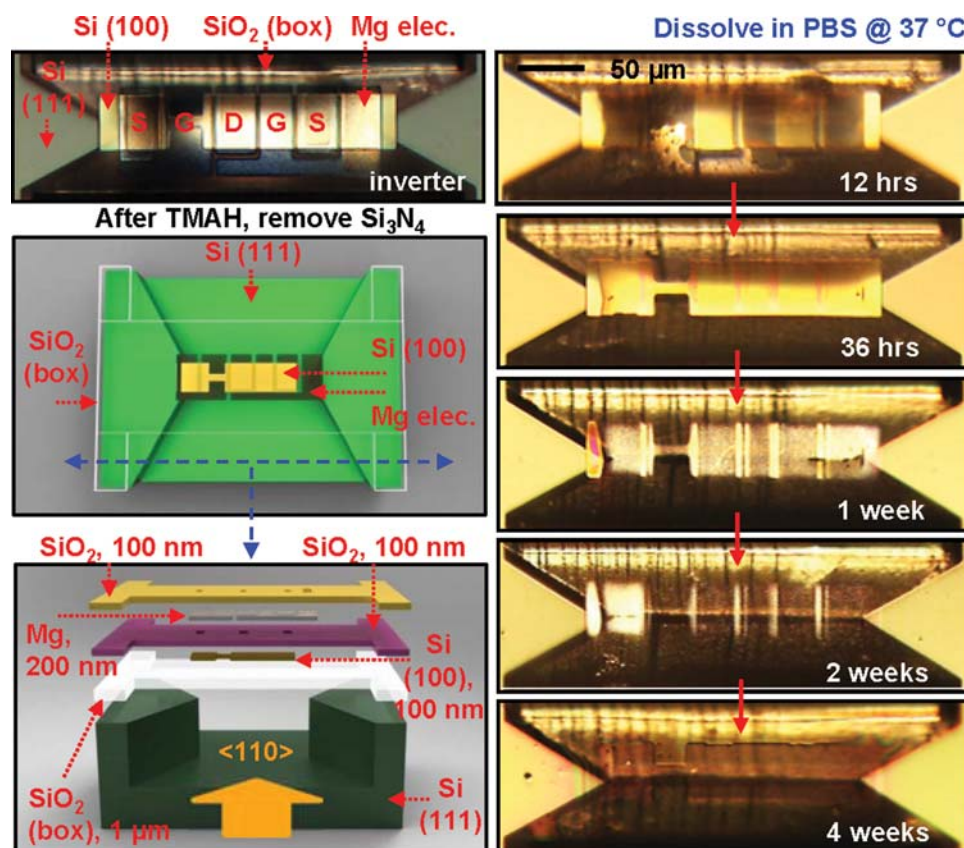 Si (100)
SiO₂ (box)
Mg elec.
Si
(111)
S
G
D
G
S
inverter
After TMAH, remove Si₃N₄
Si (111)
SiO₂
(box)
Si (100)
Mg elec.
SiO₂, 100 nm
SiO₂, 100 nm
Mg,
200 nm
Si
(100),
100 nm
<110>
SiO₂
(box), 1 µm
Si
(111)
Dissolve in PBS @ 37 °C
50 µm
12 hrs
36 hrs
1 week
2 weeks
4 weeks